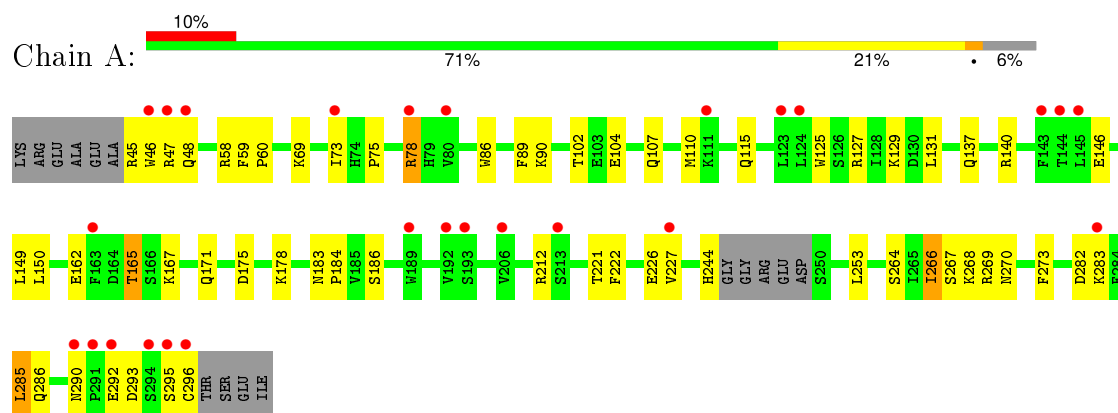 10%
Chain A:
71% 21% • 6%
LYS ARG GLU ALA GLU ALA R45 W46 R47 Q48 R58 F59 P60 K69 I73 H74 P75 R78 H79 V80 W86 F89 K90 T102 E103 E104 Q107 M110 K111 Q115 L123 L124 W125 S126 R127 I128 K129 D130 L131 Q137 R140 F143 T144 L145 E146
L149 L150 E162 F163 D164 T165 S166 K167 Q171 D175 K178 N183 P184 V185 S186 W189 V192 S193 V206 R212 S213 T221 F222 E226 V227 H244 GLY GLY ARG GLU ASP S250 L253 S264 I265 I266 S267 K268 R269 N270 F273 D282 K283
L285 Q286 N290 P291 E292 D293 S294 S295 C296 THR SER GLU ILE